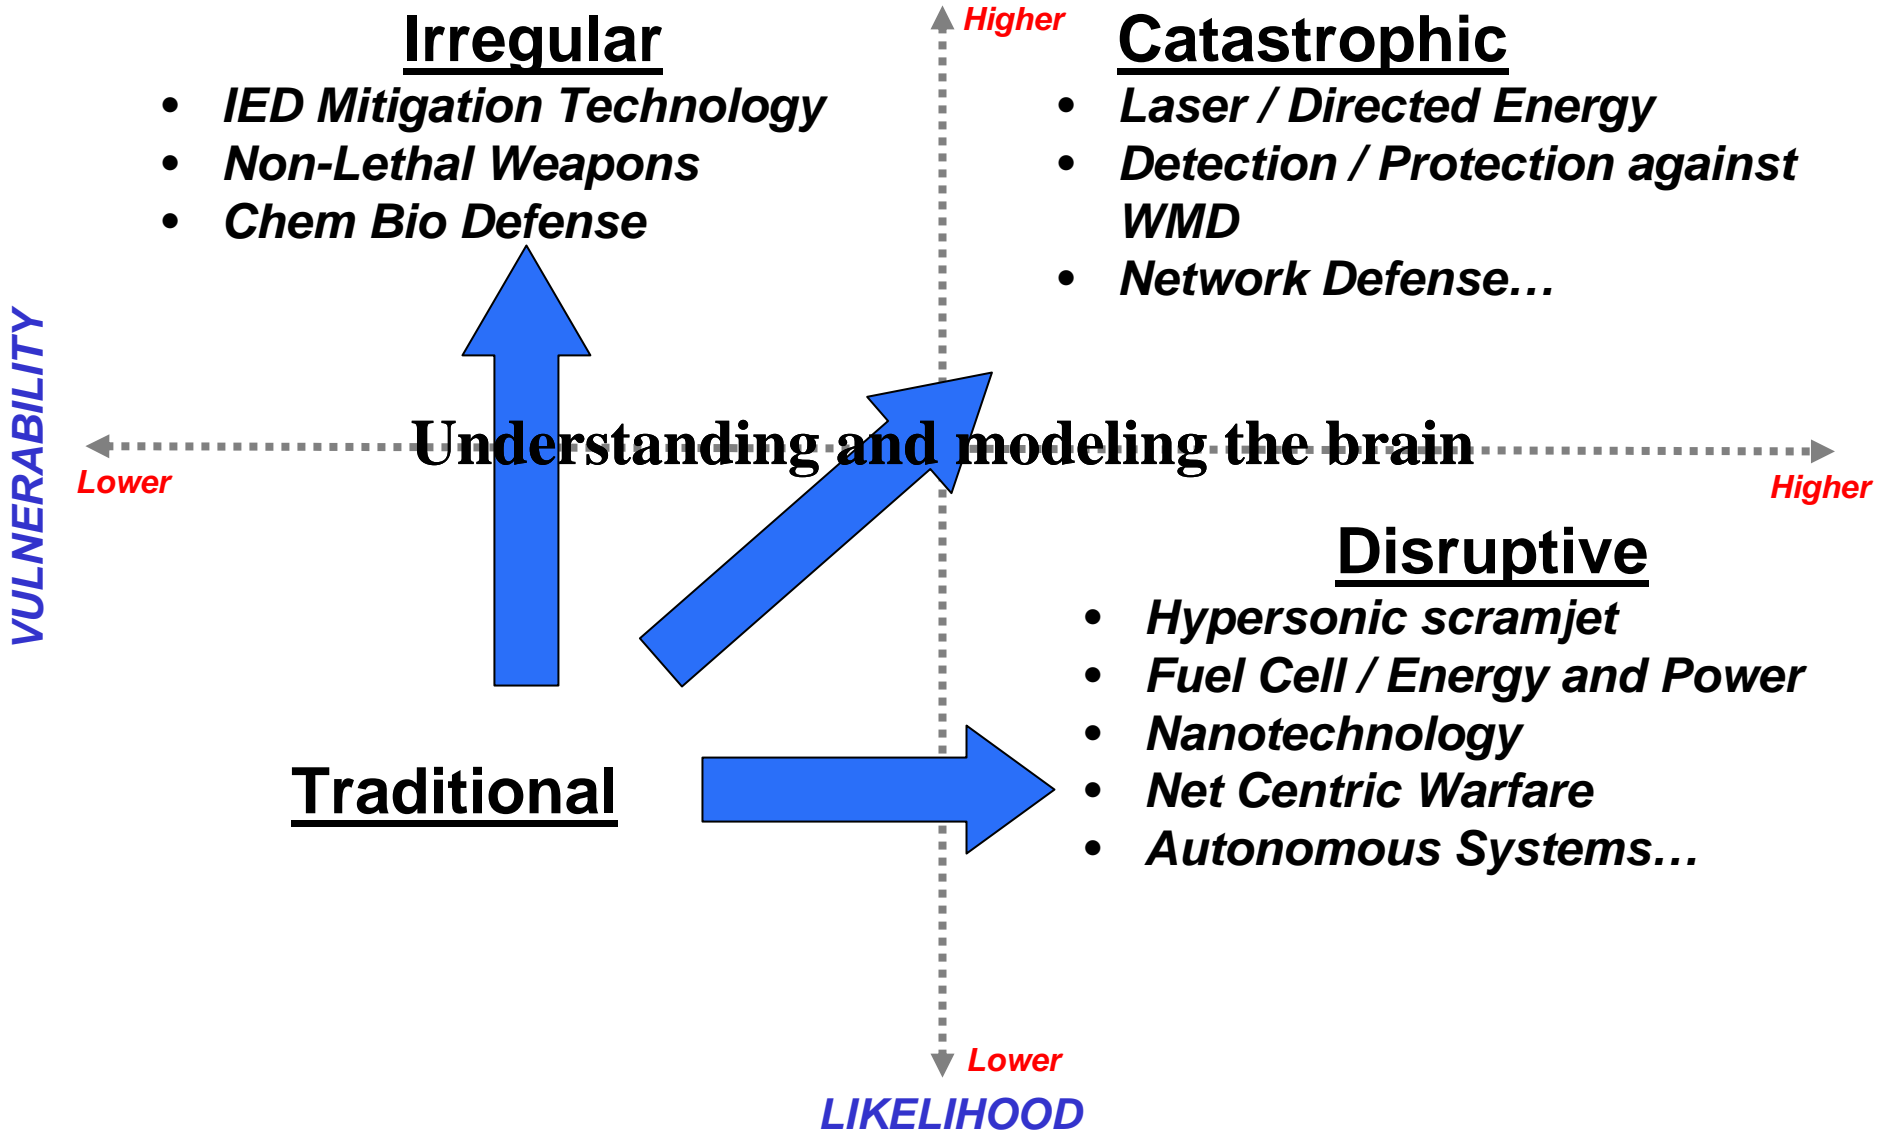 Irregular
• IED Mitigation Technology
• Non-Lethal Weapons
• Chem Bio Defense
Higher
Catastrophic
• Laser / Directed Energy
• Detection / Protection against
WMD
• Network Defense…
VULNERABILITY
Understanding and modeling the brain
Lower
Higher
Disruptive
• Hypersonic scramjet
• Fuel Cell / Energy and Power
• Nanotechnology
• Net Centric Warfare
• Autonomous Systems…
Traditional
Lower
LIKELIHOOD